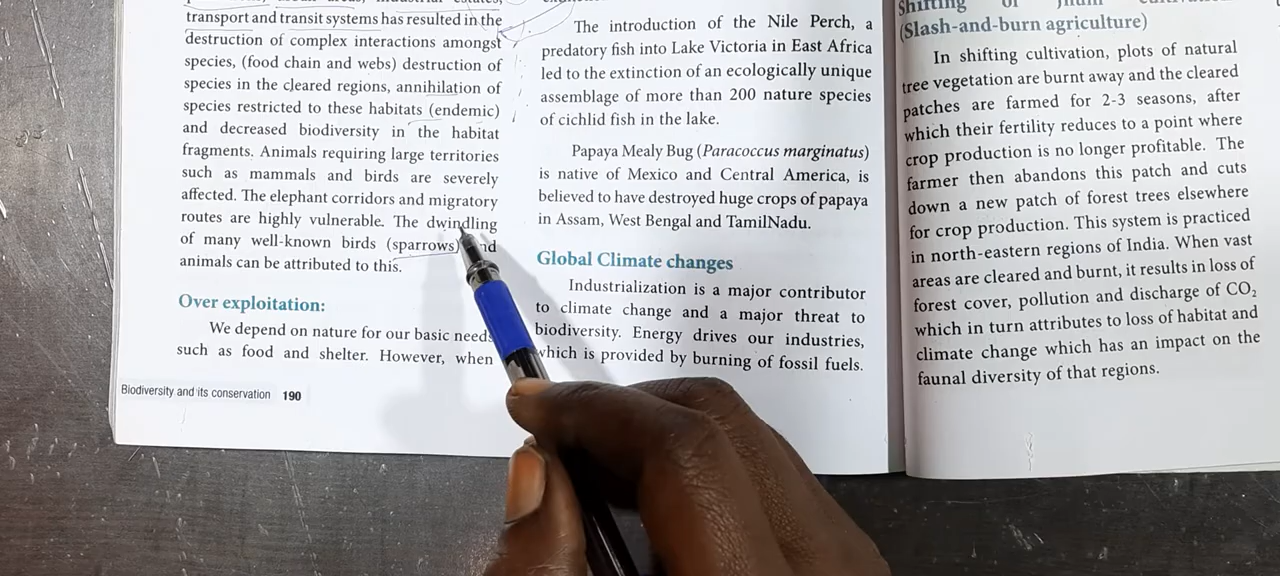 transport and transit systems has resulted in the
destruction of complex interactions amongst
species, (food chain and webs) destruction of
species in the cleared regions, annihilation of
species restricted to these habitats (endemic)
and decreased biodiversity in the habitat
fragments. Animals requiring large territories
such as mammals and birds are severely
affected. The elephant corridors and migratory
routes are highly vulnerable. The dwindling
of many well-known birds (sparrows)
animals can be attributed to this.
Over exploitation:
We depend on nature for our basic needs
such as food and shelter. However, when
Biodiversity and its conservation 190
The introduction of the Nile Perch, a
predatory fish into Lake Victoria in East Africa
led to the extinction of an ecologically unique
assemblage of more than 200 nature species
of cichlid fish in the lake.
Papaya Mealy Bug (Paracoccus marginatus)
is native of Mexico and Central America, is
believed to have destroyed huge crops of papaya
in Assam, West Bengal and TamilNadu.
Global Climate changes
Industrialization is a major contributor
to climate change and a major threat to
biodiversity. Energy drives our industries,
which is provided by burning of fossil fuels.
Shifting or
(Slash-and-burn agriculture)
In shifting cultivation, plots of natural
tree vegetation are burnt away and the cleared
patches are farmed for 2-3 seasons, after
which their fertility reduces to a point where
crop production is no longer profitable. The
farmer then abandons this patch and cuts
down a new patch of forest trees elsewhere
for crop production. This system is practiced
in north-eastern regions of India. When vast
areas are cleared and burnt, it results in loss of
forest cover, pollution and discharge of CO₂
which in turn attributes to loss of habitat and
climate change which has an impact on the
faunal diversity of that regions.